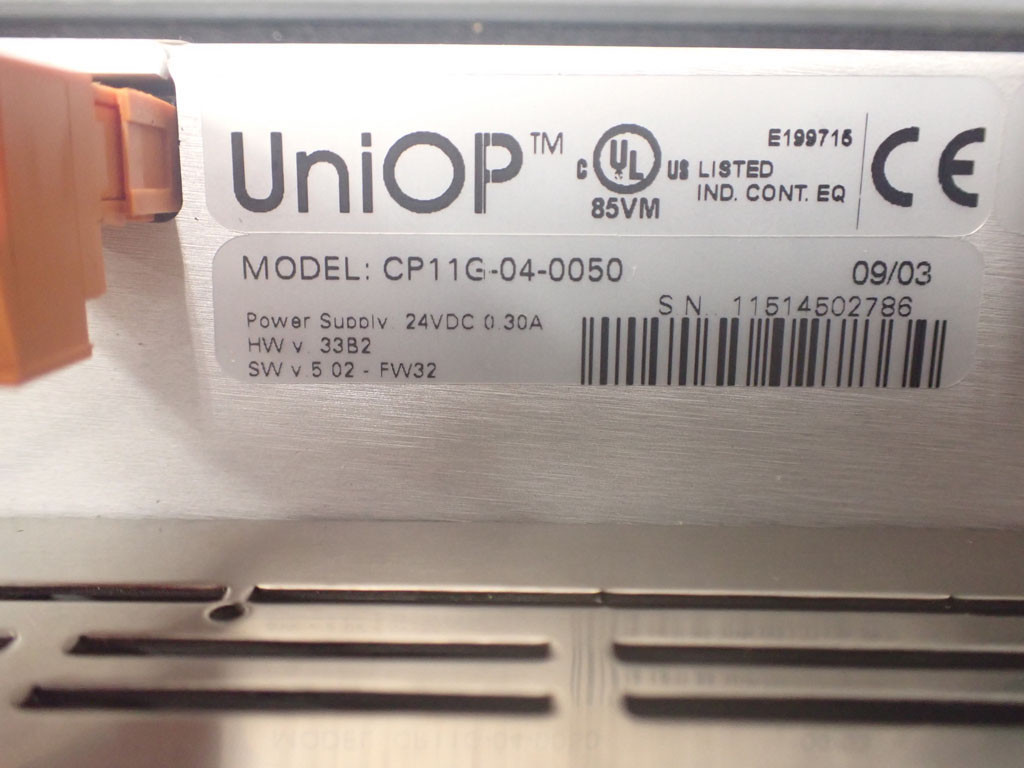 UniOP™
C UL US LISTED
E199715
IND. CONT. EQ
85VM
CE
MODEL: CP11G-04-0050
09/03
S.N.: 11514502786
Power Supply: 24VDC 0.30A
HW v. 33B2
SW v.5.02 - FW32